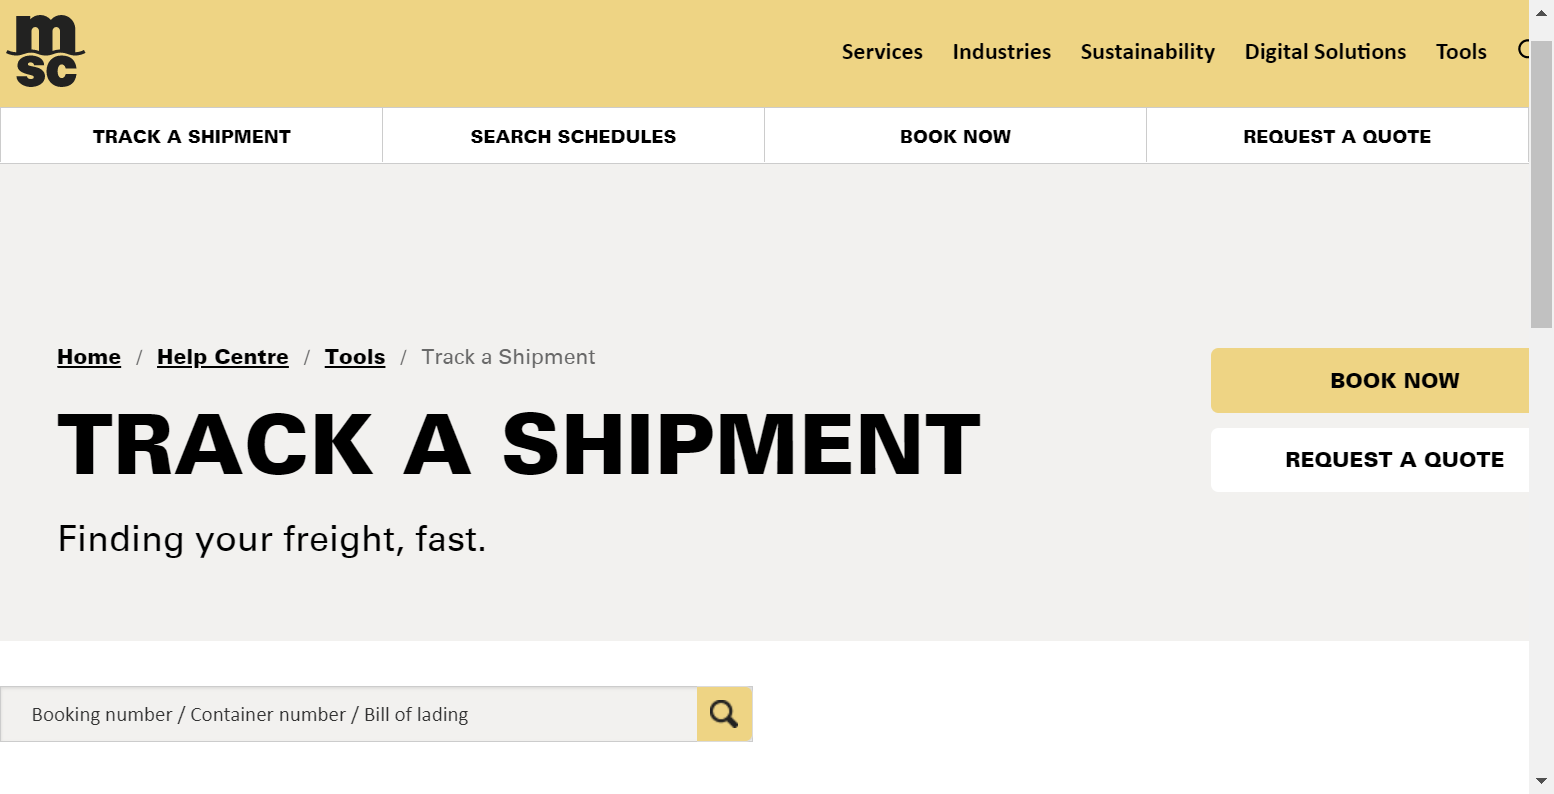 msc
Services Industries Sustainability Digital Solutions Tools
TRACK A SHIPMENT SEARCH SCHEDULES BOOK NOW REQUEST A QUOTE
Home / Help Centre / Tools / Track a Shipment
TRACK A SHIPMENT
Finding your freight, fast.
BOOK NOW
REQUEST A QUOTE
Booking number / Container number / Bill of lading